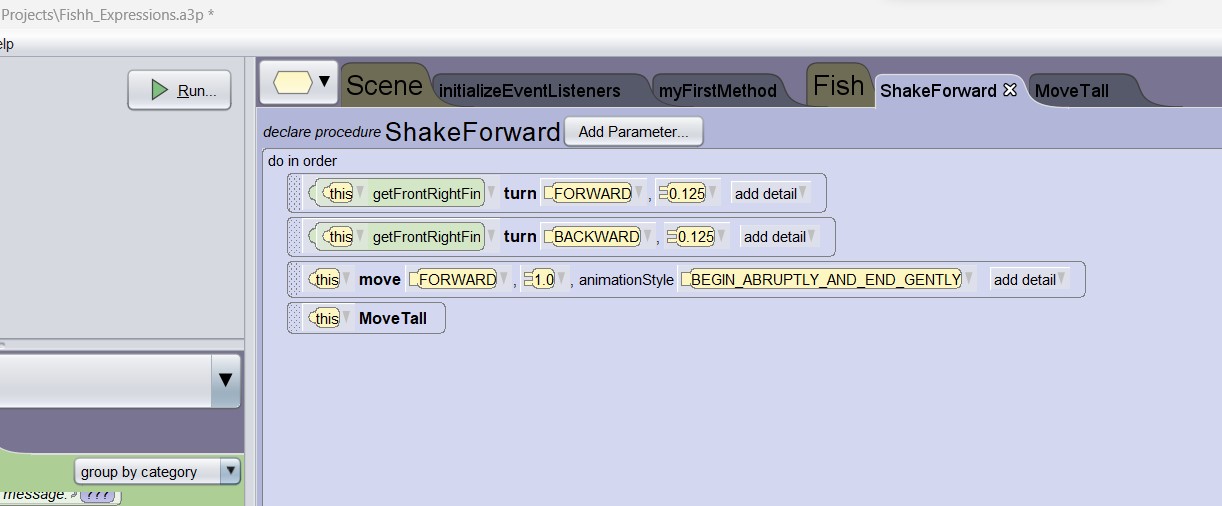 Projects\Fishh_Expressions.a3p *
elp
Run...
Scene initializeEventListeners myFirstMethod Fish ShakeForward MoveTall
declare procedure ShakeForward Add Parameter...
do in order
this getFrontRightFin turn FORWARD , 0.125 add detail
this getFrontRightFin turn BACKWARD , 0.125 add detail
this move FORWARD , 1.0 , animationStyle BEGIN_ABRUPTLY_AND_END_GENTLY add detail
this MoveTall
group by category
message: ???